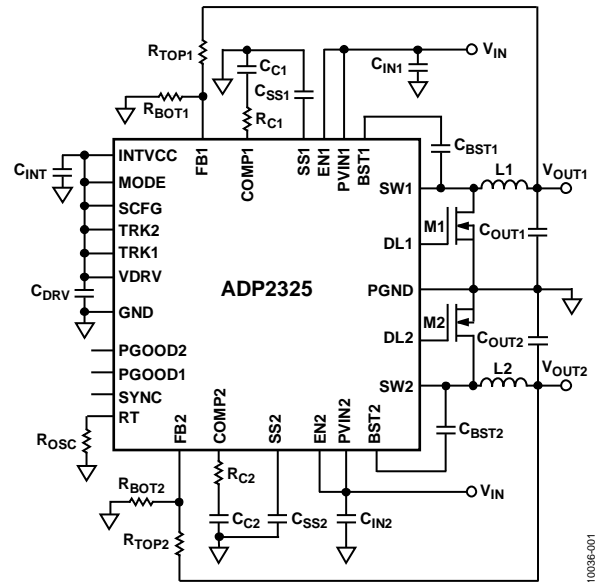 RTOP1
CC1
CSS1
CIN1
VIN
RBOT1
RC1
FB1
COMP1
SS1
EN1
PVIN1
BST1
CBST1
CINT
INTVCC
MODE
SCFG
TRK2
TRK1
VDRV
CDRV
GND
PGOOD2
PGOOD1
SYNC
RT
ROSC
ADP2325
SW1
L1
VOUT1
M1
COUT1
DL1
PGND
M2
DL2
COUT2
L2
VOUT2
SW2
FB2
COMP2
SS2
EN2
PVIN2
BST2
CBST2
RC2
RBOT2
VIN
CC2
CSS2
CIN2
RTOP2
10036-001